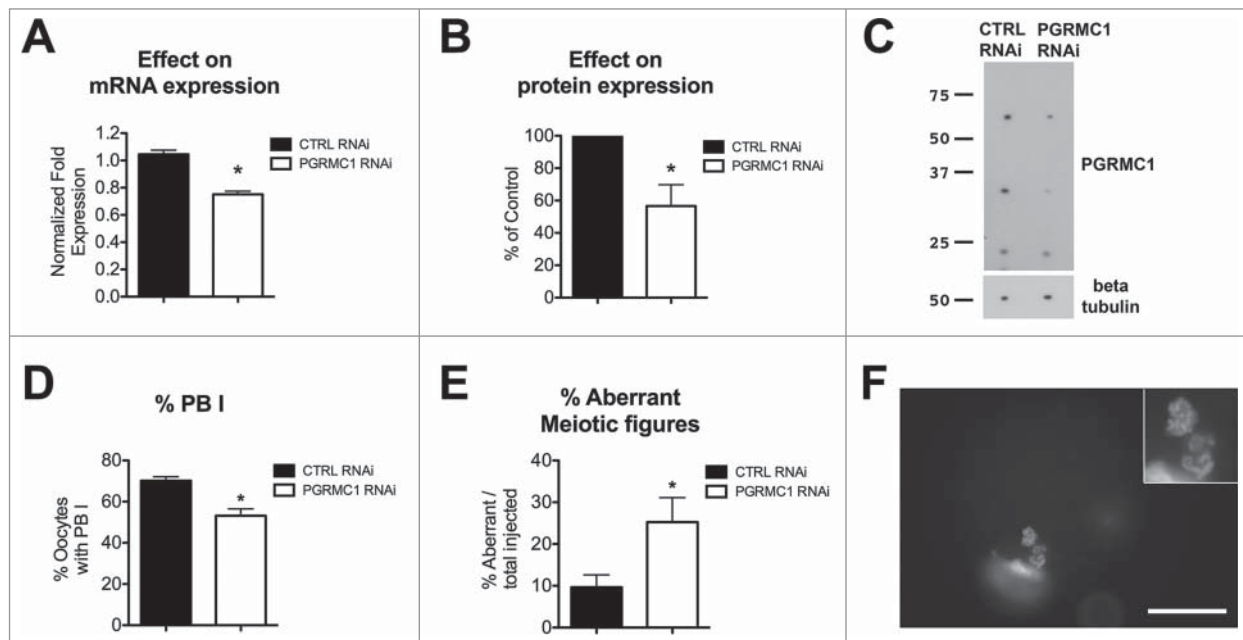 A
Effect on
mRNA expression
Normalized Fold
Expression
1.2
1.0
0.8
0.6
0.4
0.2
0.0
*
CTRL RNAi
PGRMC1 RNAi
B
Effect on
protein expression
% of Control
100
80
60
40
20
0
*
CTRL RNAi
PGRMC1 RNAi
C
CTRL PGRMC1
RNAi RNAi
75
50
37
25
PGRMC1
50
beta
tubulin
D
% PB I
% Oocytes
with PB I
80
60
40
20
0
*
CTRL RNAi
PGRMC1 RNAi
E
% Aberrant
Meiotic figures
% Aberrant /
total injected
40
30
20
10
0
*
CTRL RNAi
PGRMC1 RNAi
F